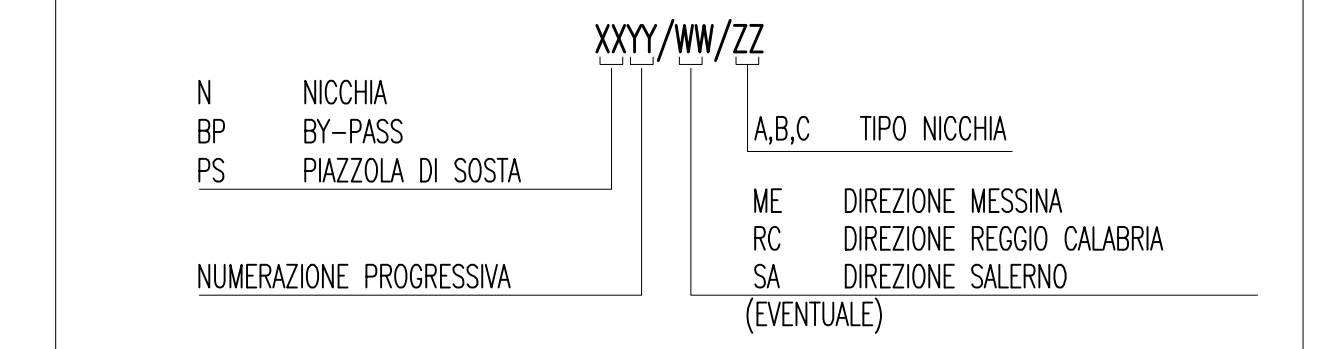 XXYY/WW/ZZ
N NICCHIA
BP BY-PASS
PS PIAZZOLA DI SOSTA
NUMERAZIONE PROGRESSIVA
A,B,C TIPO NICCHIA
ME DIREZIONE MESSINA
RC DIREZIONE REGGIO CALABRIA
SA DIREZIONE SALERNO
(EVENTUALE)